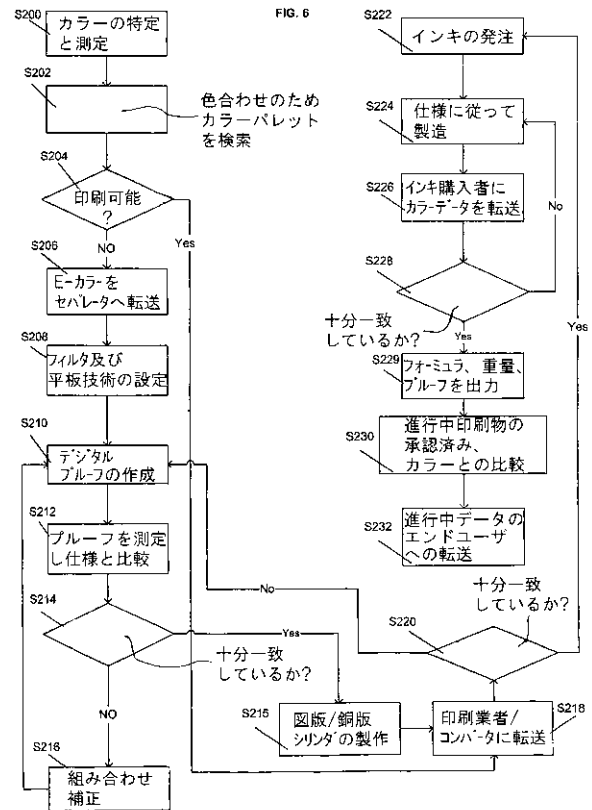 FIG. 6
S200
カラーの特定
と測定
S202
色合わせのため
カラーパレット
を検索
S204
印刷可能
?
NO
Yes
S206
Eーカラーを
セパレータへ転送
S208
フィルタ及び
平板技術の設定
S210
デジタル
プルーフの作成
S212
プルーフを測定
し仕様と比較
S214
十分一致
しているか?
Yes
NO
S216
組み合わせ
補正
S215
図版/銅版
シリンダの製作
S218
印刷業者/
コンバータに転送
S220
十分一致
しているか?
No
Yes
S222
インキの発注
S224
仕様に従って
製造
S226
インキ購入者に
カラーデータを転送
No
S228
十分一致
しているか?
Yes
S229
フォーミュラ、重量、
プルーフを出力
S230
進行中印刷物の
承認済み、
カラーとの比較
S232
進行中データの
エンドユーザ
への転送